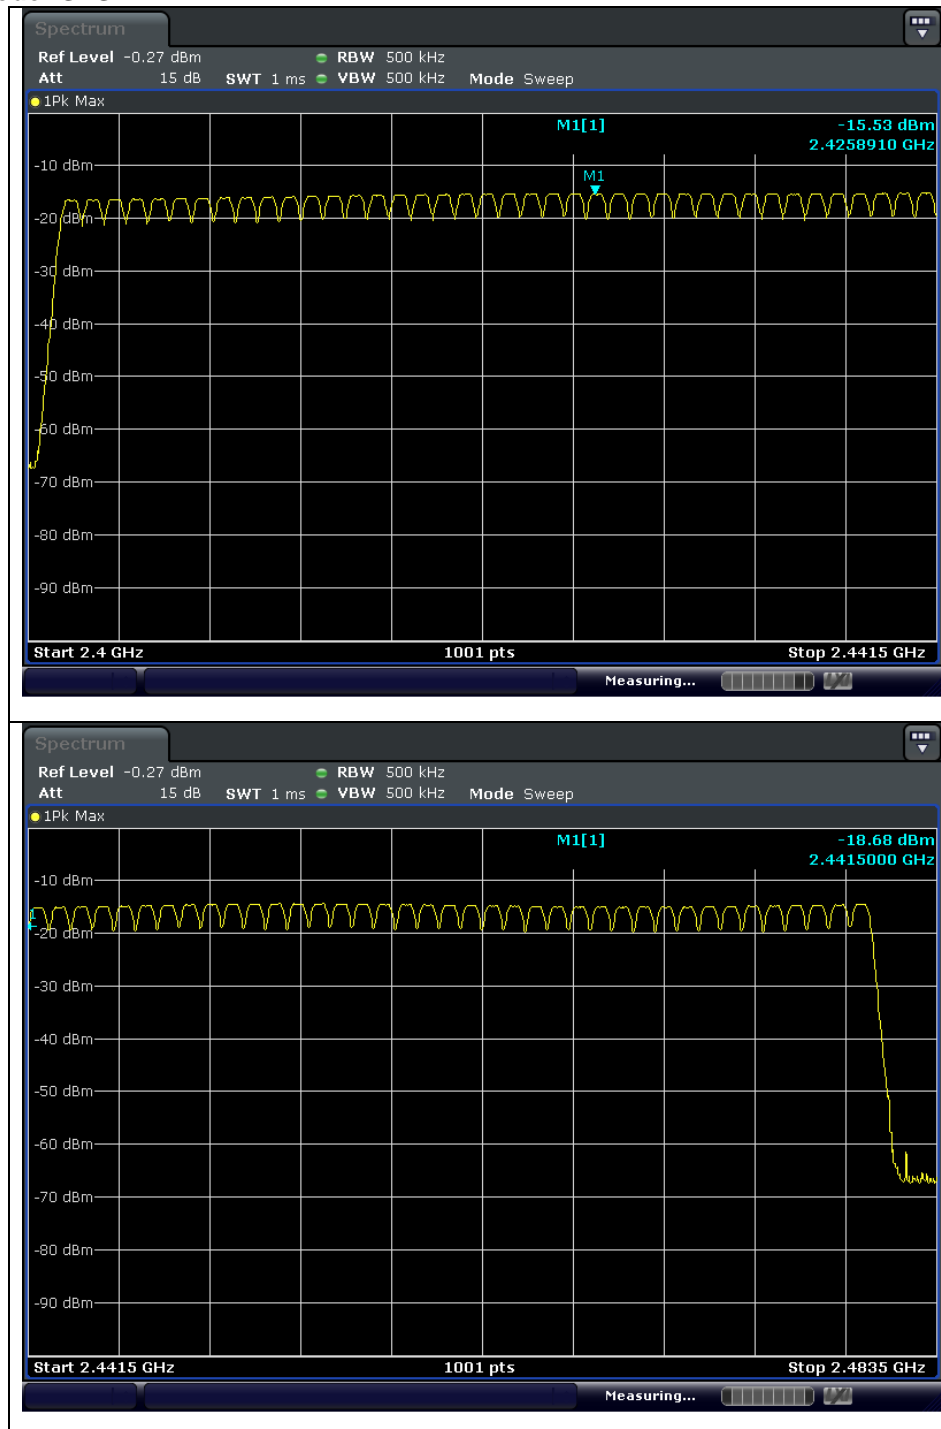 Spectrum
Ref Level -0.27 dBm RBW 500 kHz
Att 15 dB SWT 1 ms VBW 500 kHz Mode Sweep
1Pk Max
M1[1] -15.53 dBm
2.4258910 GHz
-10 dBm
M1
-20 dBm
-30 dBm
-40 dBm
-50 dBm
-60 dBm
-70 dBm
-80 dBm
-90 dBm
Start 2.4 GHz 1001 pts Stop 2.4415 GHz
Measuring...
Spectrum
Ref Level -0.27 dBm RBW 500 kHz
Att 15 dB SWT 1 ms VBW 500 kHz Mode Sweep
1Pk Max
M1[1] -18.68 dBm
2.4415000 GHz
-10 dBm
-20 dBm
-30 dBm
-40 dBm
-50 dBm
-60 dBm
-70 dBm
-80 dBm
-90 dBm
Start 2.4415 GHz 1001 pts Stop 2.4835 GHz
Measuring...